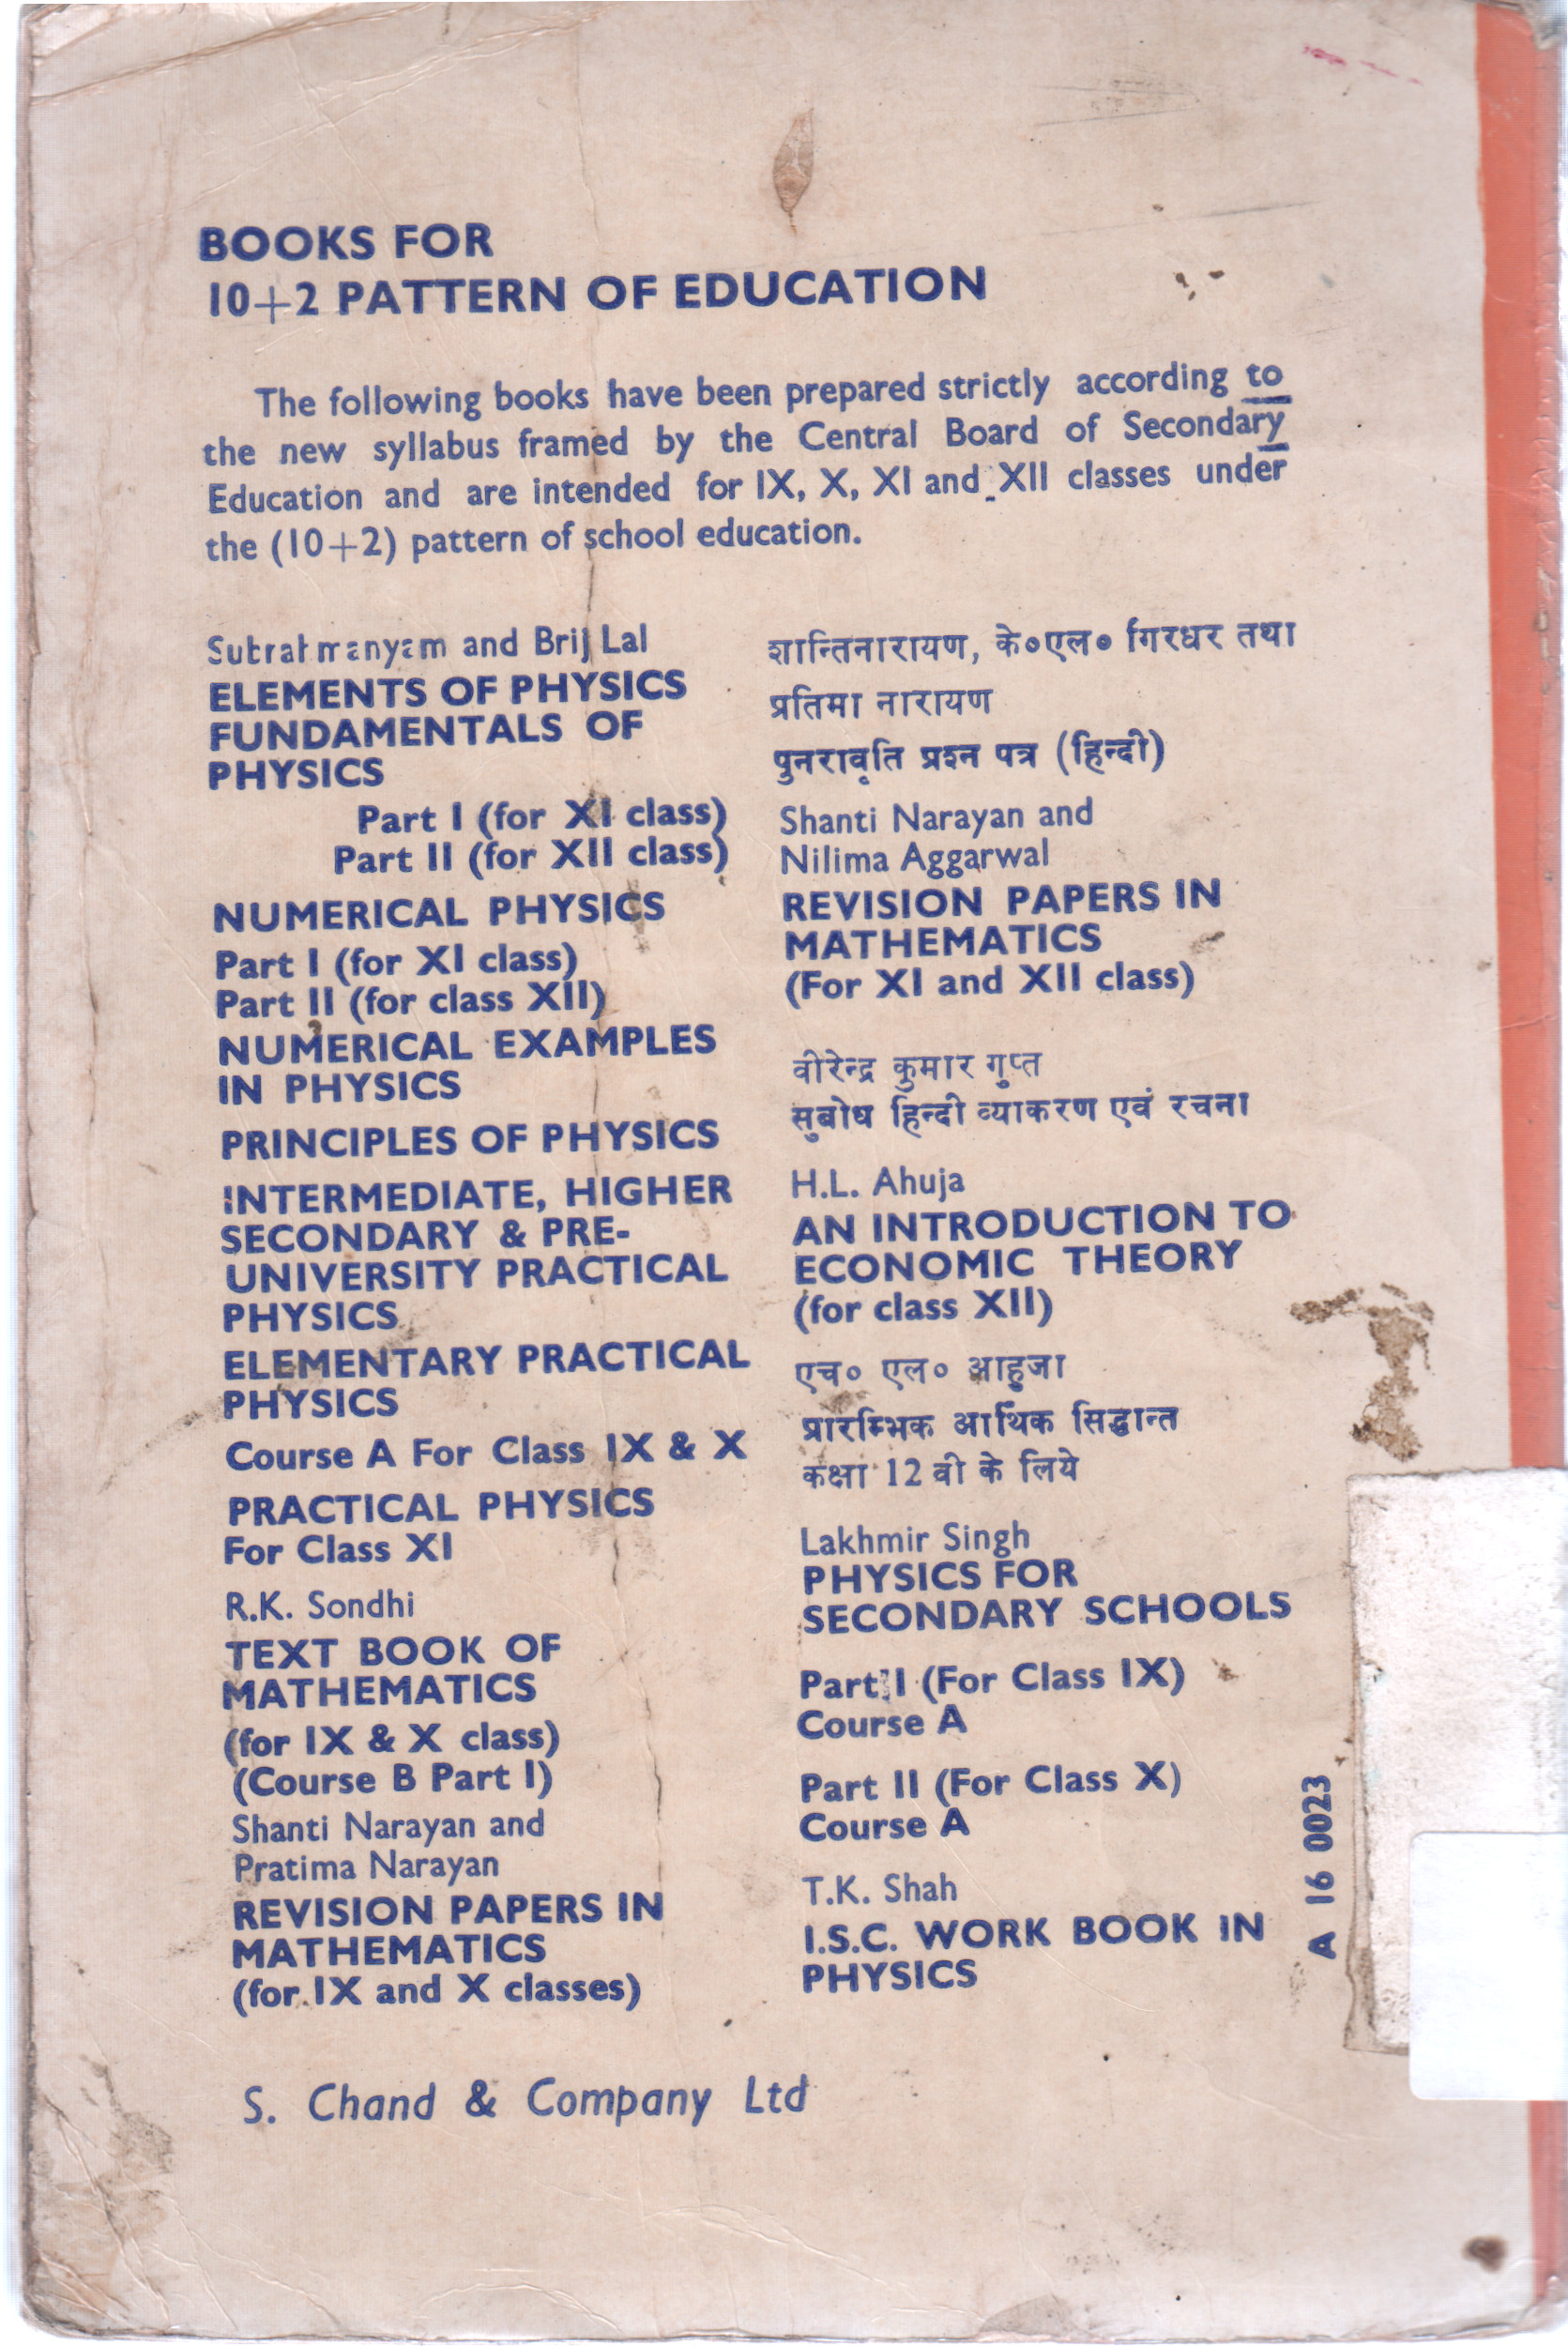 BOOKS FOR
10+2 PATTERN OF EDUCATION
The following books have been prepared strictly according to
the new syllabus framed by the Central Board of Secondary
Education and are intended for IX, X, XI and XII classes under
the (10+2) pattern of school education.
Subrahmanyam and Brij Lal
ELEMENTS OF PHYSICS
FUNDAMENTALS OF
PHYSICS
Part I (for XI class)
Part II (for XII class)
NUMERICAL PHYSICS
Part I (for XI class)
Part II (for class XII)
NUMERICAL EXAMPLES
IN PHYSICS
PRINCIPLES OF PHYSICS
INTERMEDIATE, HIGHER
SECONDARY & PRE-
UNIVERSITY PRACTICAL
PHYSICS
ELEMENTARY PRACTICAL
PHYSICS
Course A For Class IX & X
PRACTICAL PHYSICS
For Class XI
R.K. Sondhi
TEXT BOOK OF
MATHEMATICS
(for IX & X class)
(Course B Part I)
Shanti Narayan and
Pratima Narayan
REVISION PAPERS IN
MATHEMATICS
(for IX and X classes)
शान्तिनारायण, के०एल० गिरधर तथा
प्रतिमा नारायण
पुनरावृति प्रश्न पत्र (हिन्दी)
Shanti Narayan and
Nilima Aggarwal
REVISION PAPERS IN
MATHEMATICS
(For XI and XII class)
वीरेन्द्र कुमार गुप्त
सुबोध हिन्दी व्याकरण एवं रचना
H.L. Ahuja
AN INTRODUCTION TO
ECONOMIC THEORY
(for class XII)
एच० एल० आहुजा
प्रारम्भिक आर्थिक सिद्धान्त
कक्षा 12 वी के लिये
Lakhmir Singh
PHYSICS FOR
SECONDARY SCHOOLS
Part I (For Class IX)
Course A
Part II (For Class X)
Course A
T.K. Shah
I.S.C. WORK BOOK IN
PHYSICS
A 16 0023
S. Chand & Company Ltd